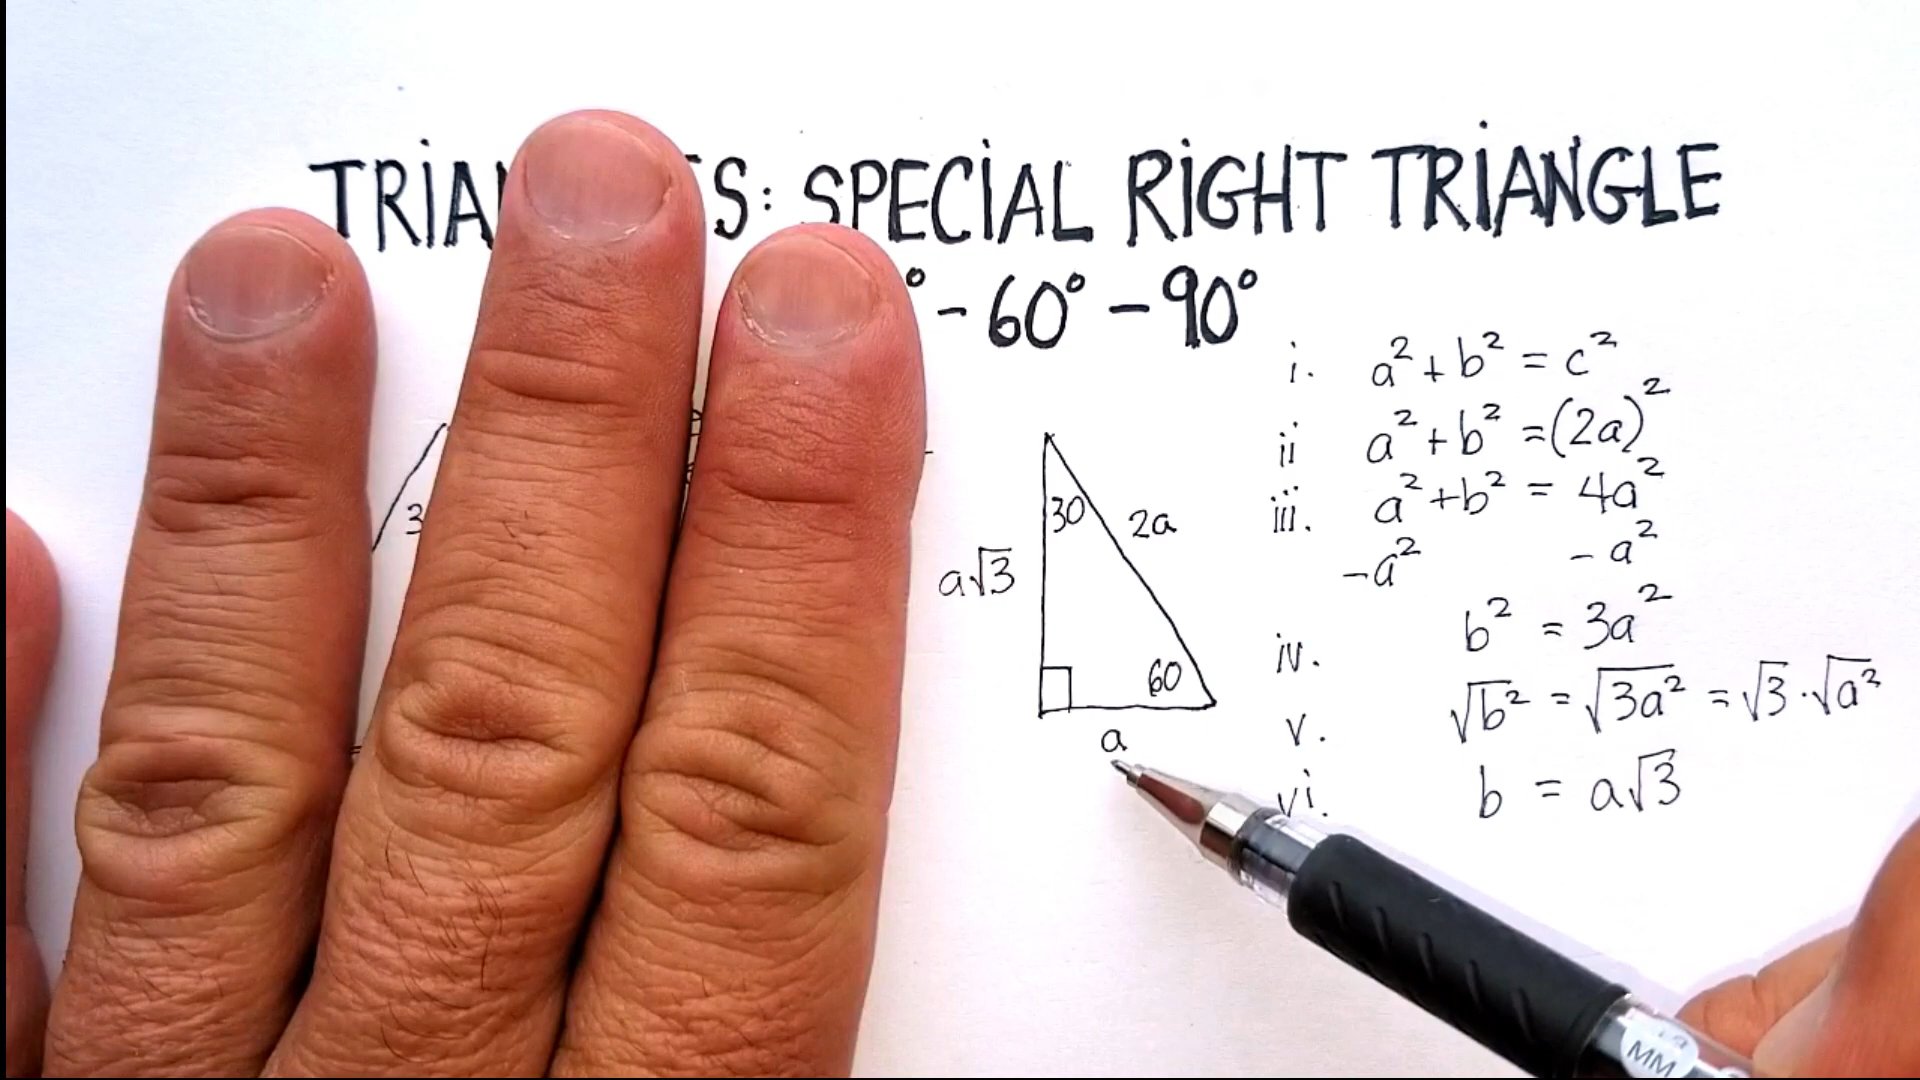 TRIA S: SPECIAL RIGHT TRIANGLE
° - 60° - 90°
i. a² + b² = c²
ii a² + b² = (2a)²
iii. a² + b² = 4a²
-a² - a²
iv. b² = 3a²
v. √b² = √3a² = √3 · √a²
vi. b = a√3
3
30
2a
a√3
60
a
MM